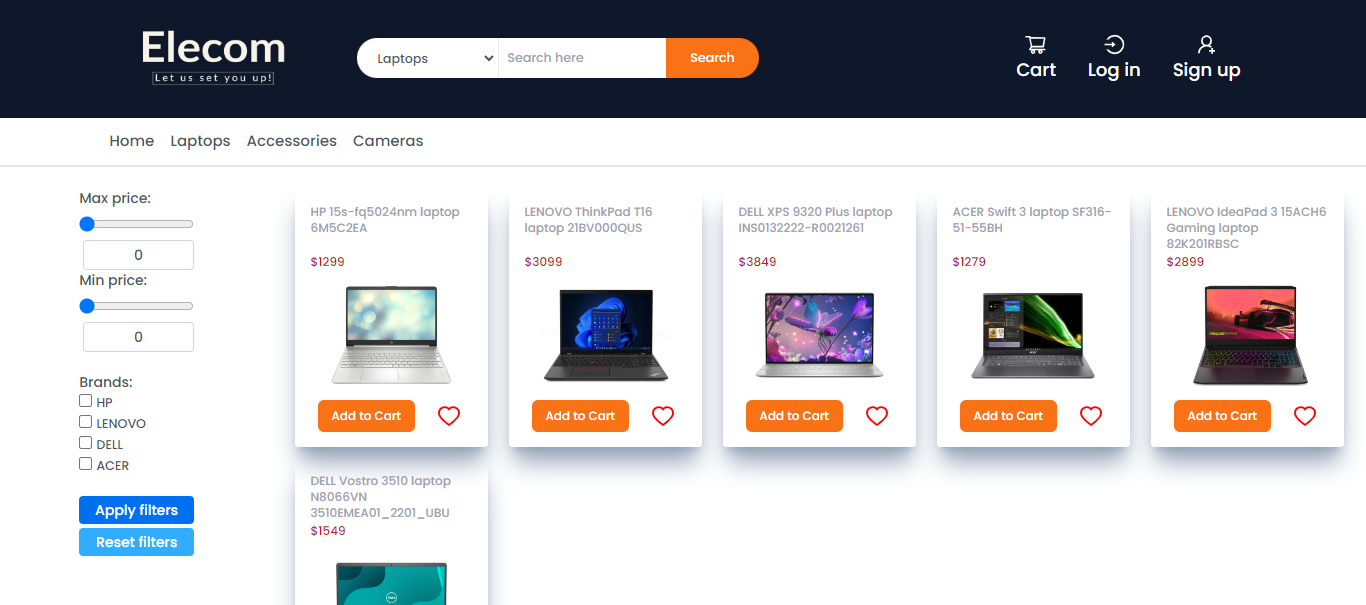 Elecom
Let us set you up!
Laptops
Search here
Search
Cart
Log in
Sign up
Home
Laptops
Accessories
Cameras
Max price:
0
Min price:
0
Brands:
HP
LENOVO
DELL
ACER
Apply filters
Reset filters
HP 15s-fq5024nm laptop
6M5C2EA
$1299
Add to Cart
LENOVO ThinkPad T16
laptop 21BV000QUS
$3099
Add to Cart
DELL XPS 9320 Plus laptop
INS0132222-R0021261
$3849
Add to Cart
ACER Swift 3 laptop SF316-
51-55BH
$1279
Add to Cart
LENOVO IdeaPad 3 15ACH6
Gaming laptop
82K201RBSC
$2899
Add to Cart
DELL Vostro 3510 laptop
N8066VN
3510EMEA01_2201_UBU
$1549
DELL